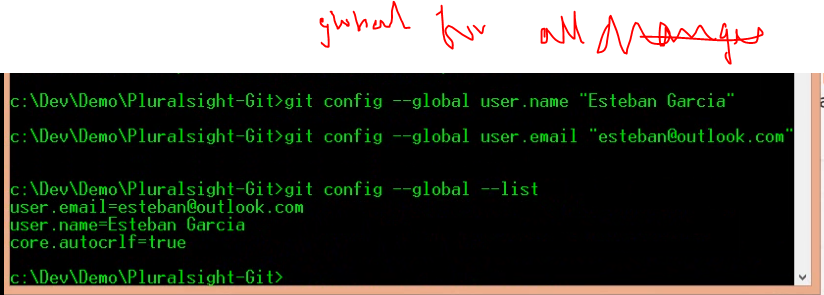 global for all
c:\Dev\Demo\Pluralsight-Git>git config --global user.name "Esteban Garcia"
c:\Dev\Demo\Pluralsight-Git>git config --global user.email "esteban@outlook.com"
c:\Dev\Demo\Pluralsight-Git>git config --global --list
user.email=esteban@outlook.com
user.name=Esteban Garcia
core.autocrlf=true
c:\Dev\Demo\Pluralsight-Git>